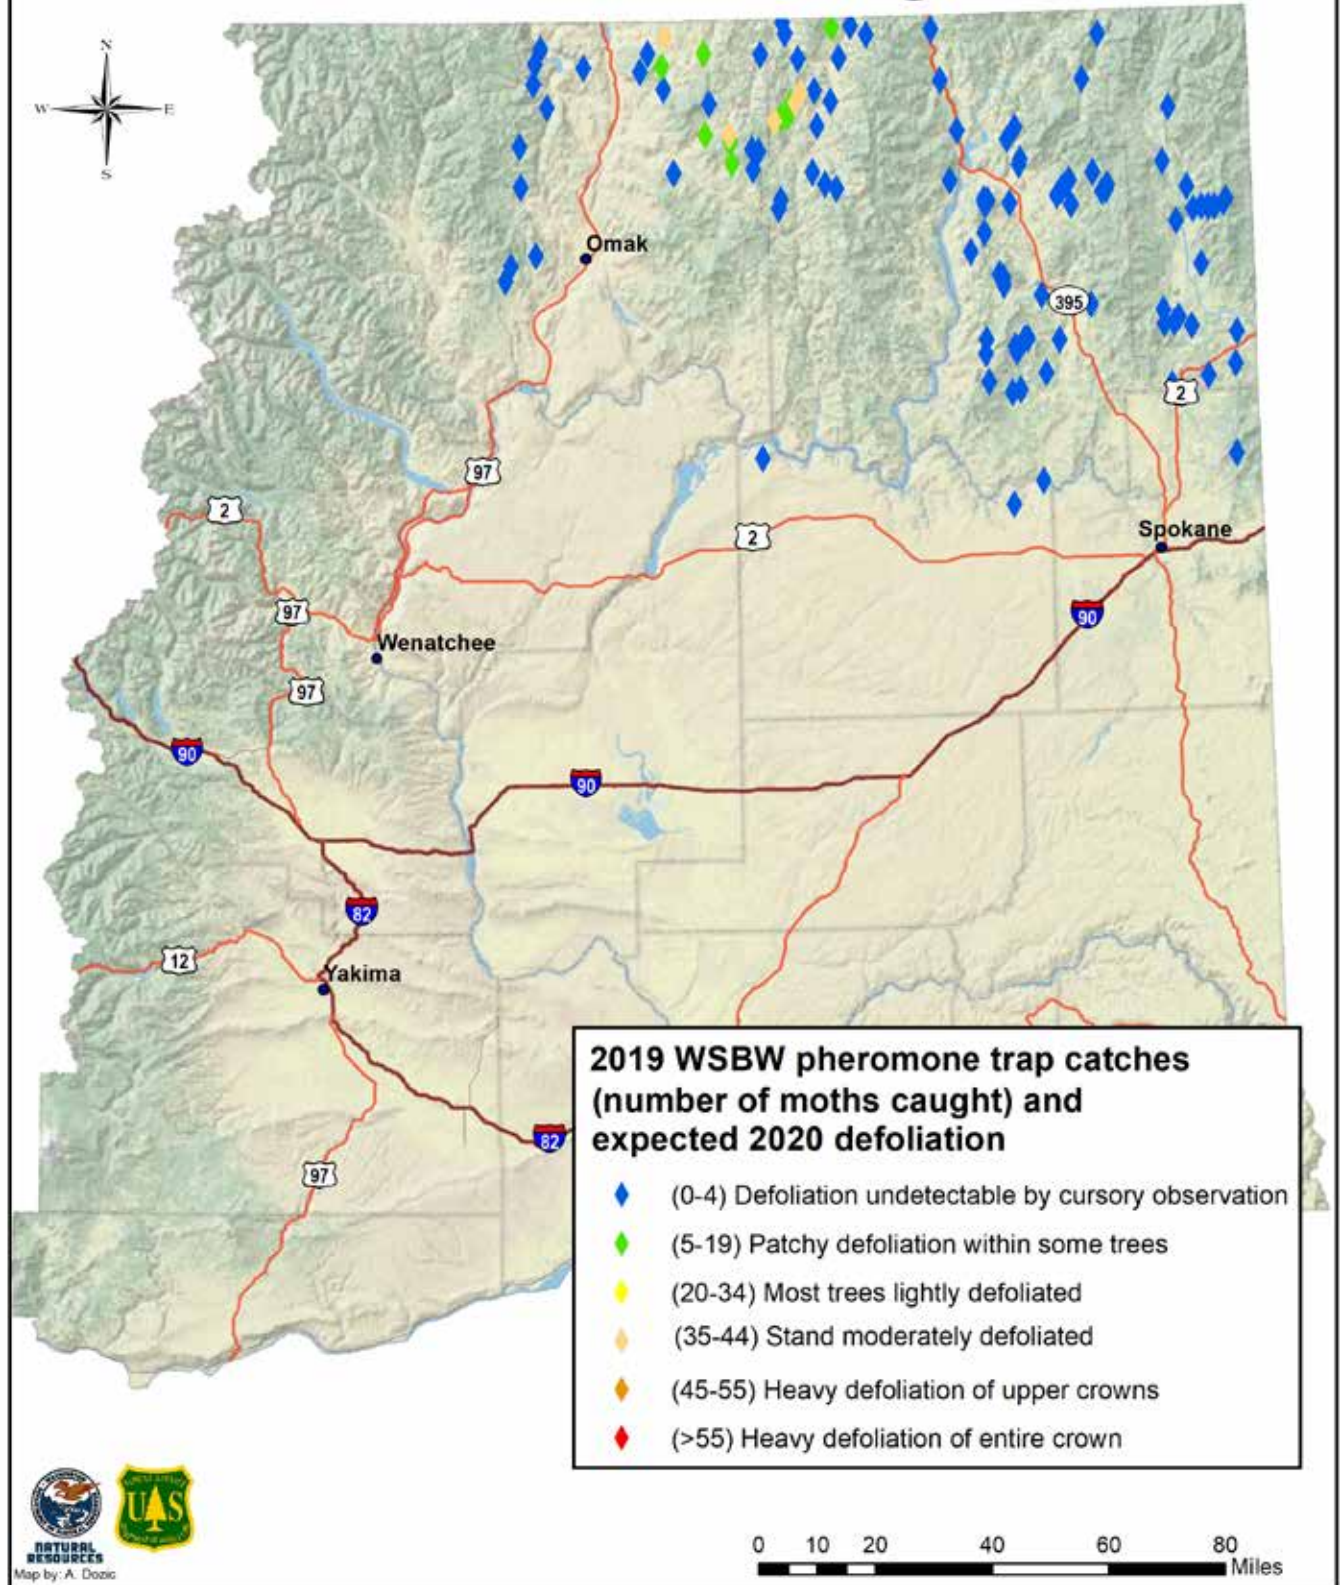 N
W E
S
Omak
395
2
97
2
2
Spokane
97
90
Wenatchee
97
90
90
82
12
Yakima
2019 WSBW pheromone trap catches
(number of moths caught) and
expected 2020 defoliation
82
97
(0-4) Defoliation undetectable by cursory observation
(5-19) Patchy defoliation within some trees
(20-34) Most trees lightly defoliated
(35-44) Stand moderately defoliated
(45-55) Heavy defoliation of upper crowns
(>55) Heavy defoliation of entire crown
UAS
NATURAL
RESOURCES
Map by: A. Dozic
0 10 20 40 60 80
Miles